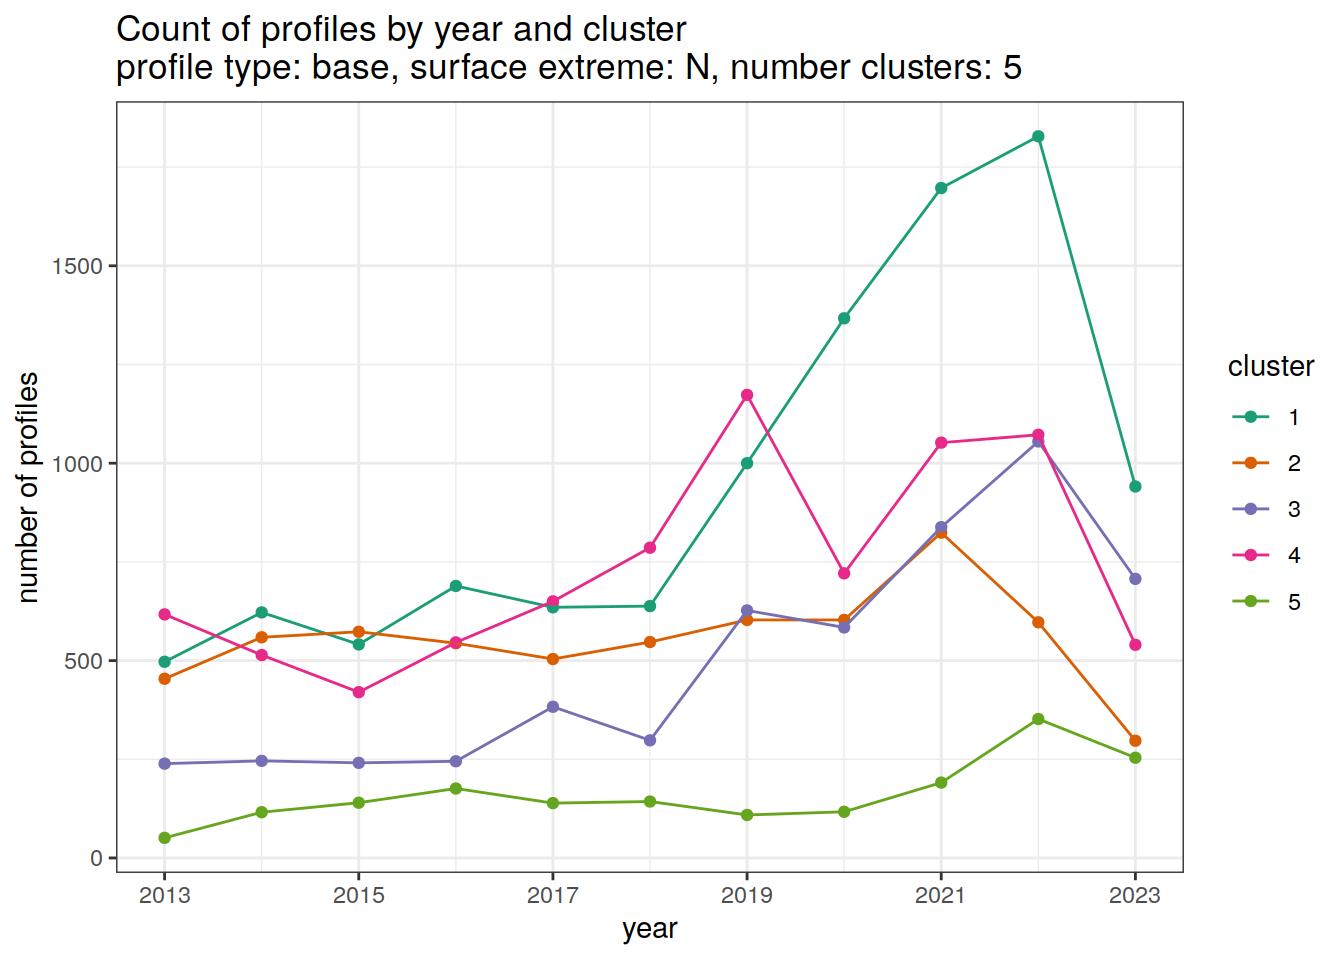 Count of profiles by year and cluster
profile type: base, surface extreme: N, number clusters: 5
number of profiles
1500
1000
500
0
2013 2015 2017 2019 2021 2023
year
cluster
1
2
3
4
5